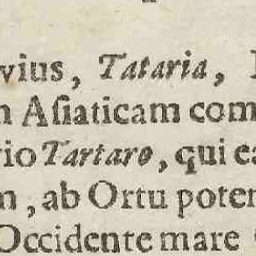 vius, Tataria,
n Aſiaticam com
rio Tartaro, qui ea
m, ab Ortu poten
Occidente mare